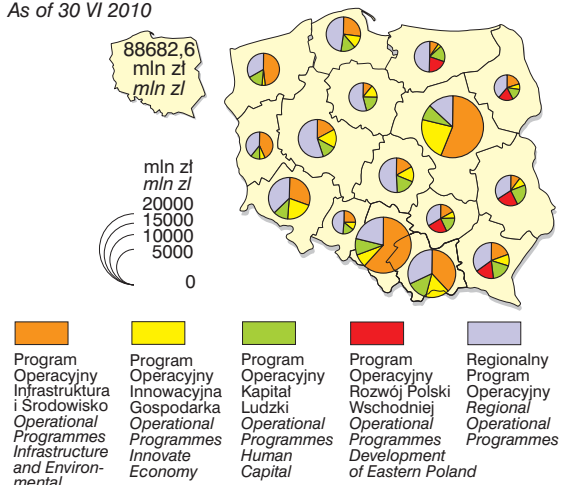 As of 30 VI 2010
88682,6
mln zł
mln zl
mln zł
mln zl
20000
15000
10000
5000
0
Program
Operacyjny
Infrastruktura
i Środowisko
Operational
Programmes
Infrastructure
and Environ-
mental
Program
Operacyjny
Innowacyjna
Gospodarka
Operational
Programmes
Innovate
Economy
Program
Operacyjny
Kapitał
Ludzki
Operational
Programmes
Human
Capital
Program
Operacyjny
Rozwój Polski
Wschodniej
Operational
Programmes
Development
of Eastern Poland
Regionalny
Program
Operacyjny
Regional
Operational
Programmes